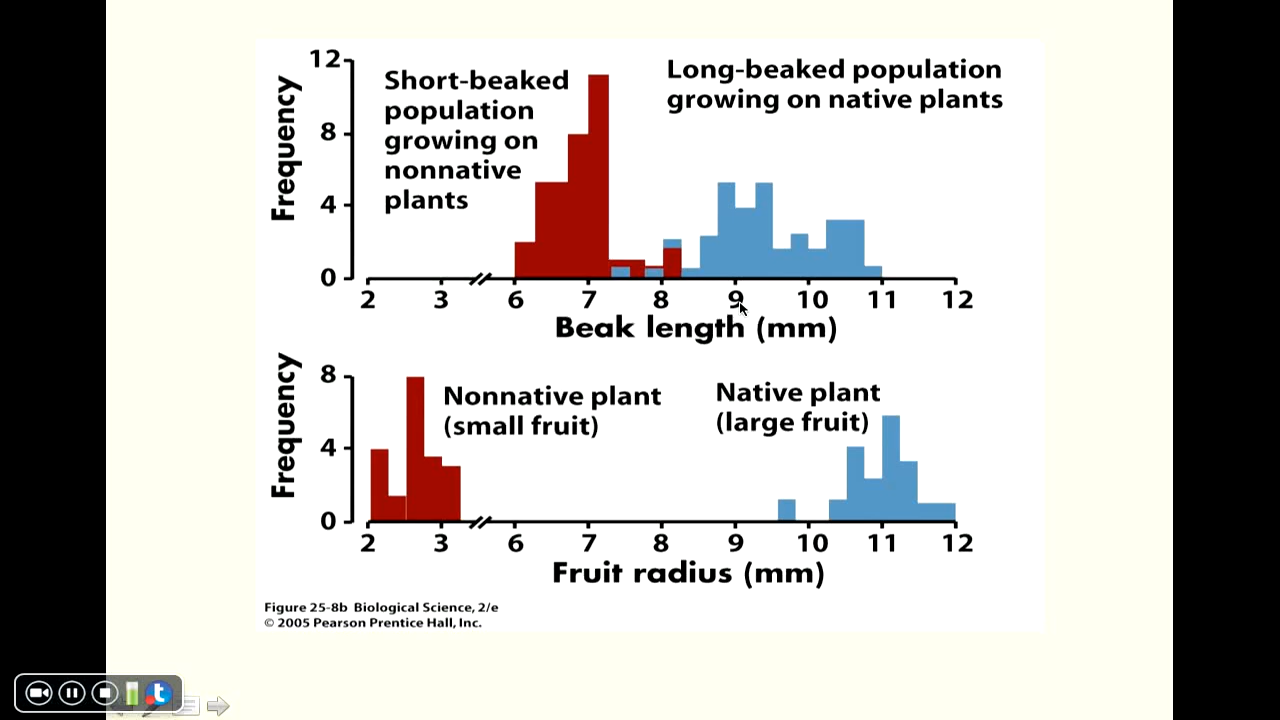 12
8
4
0
Frequency
Short-beaked
population
growing on
nonnative
plants
Long-beaked population
growing on native plants
2 3 6 7 8 9 10 11 12
Beak length (mm)
8
4
0
Frequency
Nonnative plant
(small fruit)
Native plant
(large fruit)
2 3 6 7 8 9 10 11 12
Fruit radius (mm)
Figure 25-8b Biological Science, 2/e
© 2005 Pearson Prentice Hall, Inc.
t